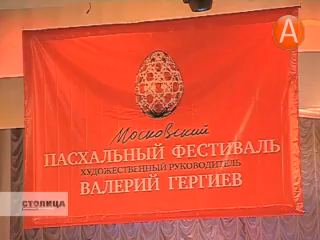 А
Московский
ПАСХАЛЬНЫЙ ФЕСТИВАЛЬ
ХУДОЖЕСТВЕННЫЙ РУКОВОДИТЕЛЬ
ВАЛЕРИЙ ГЕРГИЕВ
СТОЛИЦА